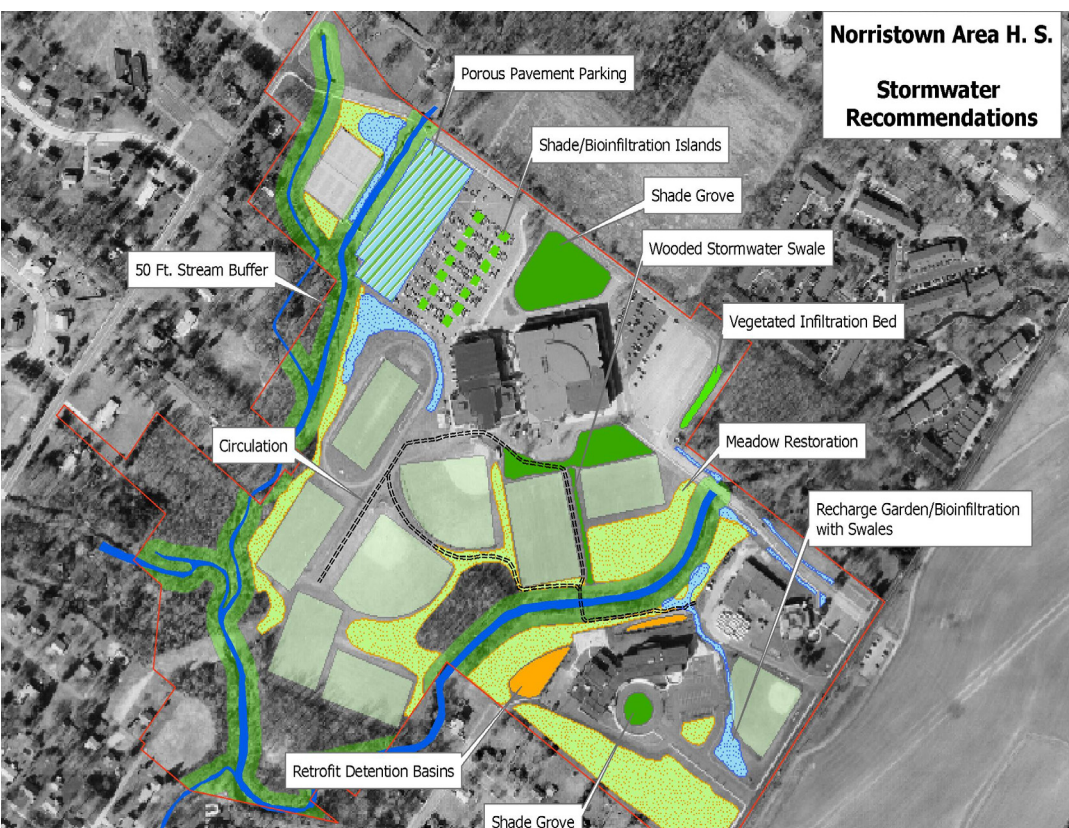 Norristown Area H. S.
Stormwater
Recommendations
Porous Pavement Parking
Shade/Bioinfiltration Islands
Shade Grove
Wooded Stormwater Swale
50 Ft. Stream Buffer
Vegetated Infiltration Bed
Circulation
Meadow Restoration
Recharge Garden/Bioinfiltration
with Swales
Retrofit Detention Basins
Shade Grove